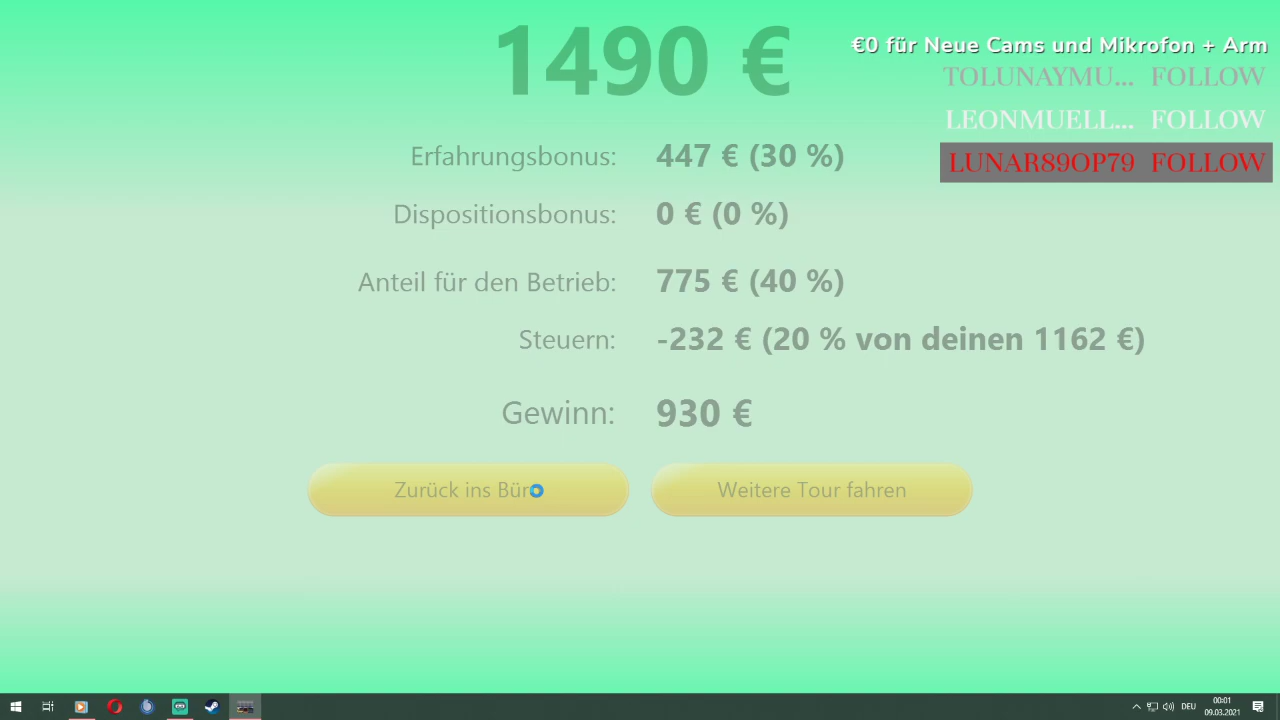 1490 €
€0 für Neue Cams und Mikrofon + Arm
TOLUNAYMU... FOLLOW
LEONMUELL... FOLLOW
LUNAR89OP79 FOLLOW
Erfahrungsbonus: 447 € (30 %)
Dispositionsbonus: 0 € (0 %)
Anteil für den Betrieb: 775 € (40 %)
Steuern: -232 € (20 % von deinen 1162 €)
Gewinn: 930 €
Zurück ins Büro
Weitere Tour fahren
DEU
00:01
09.03.2021